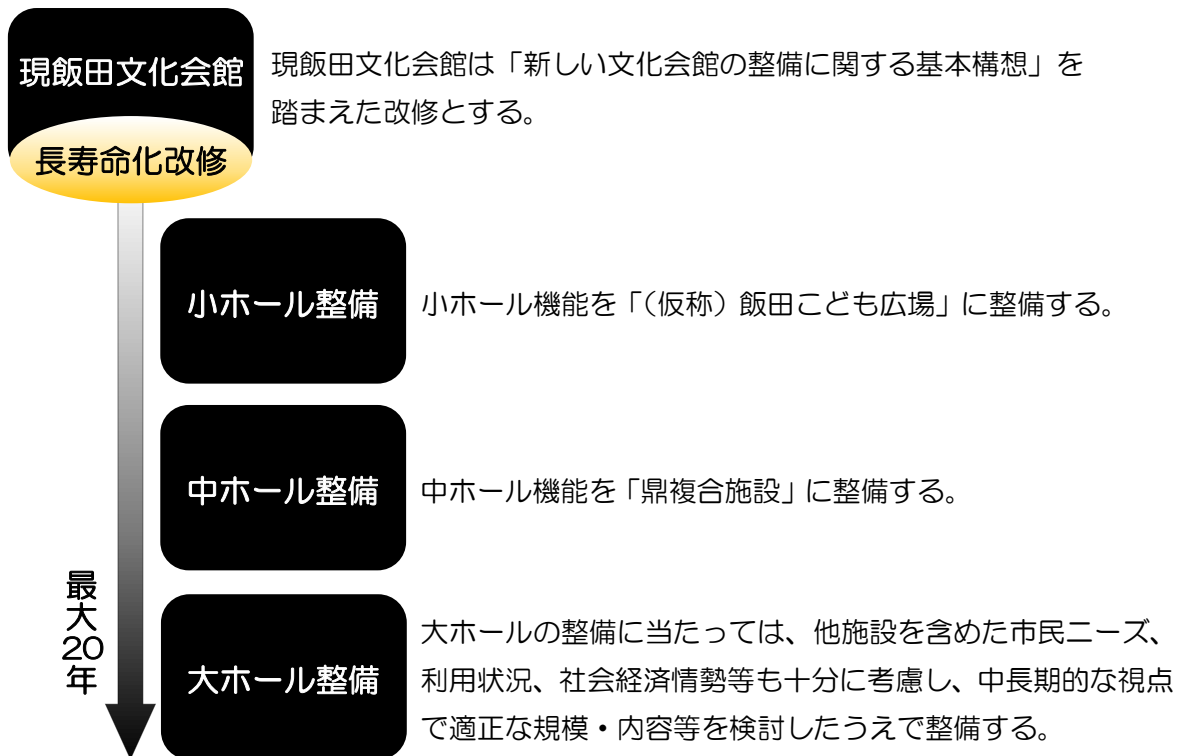 現飯田文化会館
長寿命化改修
現飯田文化会館は「新しい文化会館の整備に関する基本構想」を
踏まえた改修とする。
小ホール整備
小ホール機能を「(仮称)飯田こども広場」に整備する。
中ホール整備
中ホール機能を「鼎複合施設」に整備する。
最大20年
大ホール整備
大ホールの整備に当たっては、他施設を含めた市民ニーズ、
利用状況、社会経済情勢等も十分に考慮し、中長期的な視点
で適正な規模・内容等を検討したうえで整備する。